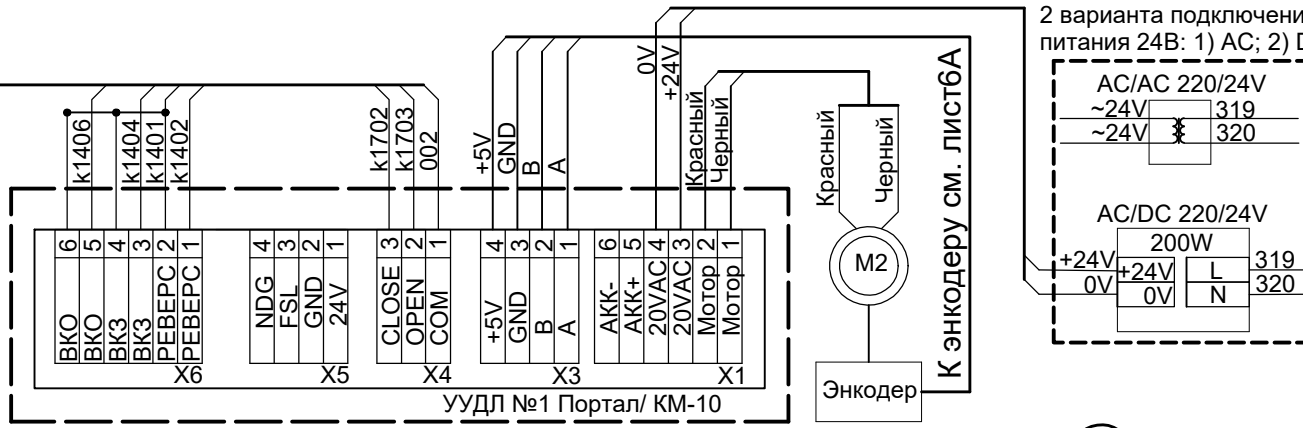 2 варианта подключени
питания 24В: 1) AC; 2) D
AC/AC 220/24V
~24V 319
~24V 320
AC/DC 220/24V
200W
+24V +24V L 319
0V 0V N 320
k1406
k1404
k1401
k1402
k1702
k1703
002
+5V
GND
B
A
0V
+24V
Красный
Черный
Красный
Черный
M2
Энкодер
К энкодеру см. лист6А
6 5 4 3 2 1
ВКО
ВКО
ВКЗ
ВКЗ
РЕВЕРС
РЕВЕРС
X6
4 3 2 1
NDG
FSL
GND
24V
X5
3 2 1
CLOSE
OPEN
COM
X4
4 3 2 1
+5V
GND
B
A
X3
6 5 4 3 2 1
АКК-
АКК+
20VAC
20VAC
Мотор
Мотор
X1
УУДЛ №1 Портал/ КМ-10